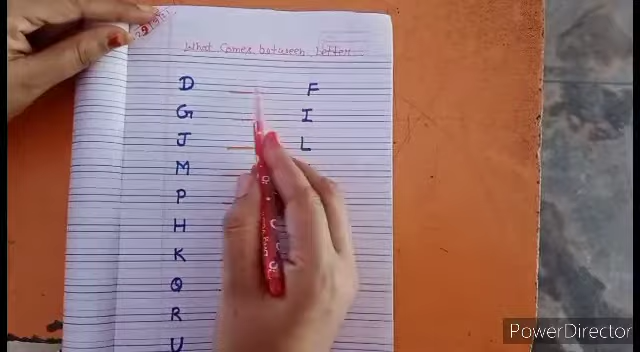 What Comes between Letter
D F
G I
J L
M
P
H
K
Q
R
U
PowerDirector